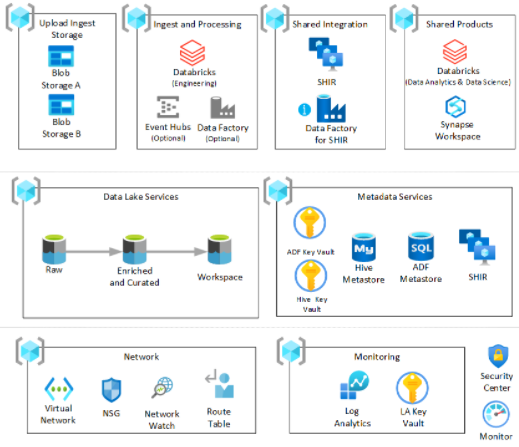 Upload Ingest
Storage
Blob
Storage A
Blob
Storage B
Ingest and Processing
Databricks
(Engineering)
Event Hubs
(Optional)
Data Factory
(Optional)
Shared Integration
SHIR
Data Factory
for SHIR
Shared Products
Databricks
(Data Analytics & Data Science)
Synapse
Workspace
Data Lake Services
Raw
Enriched
and Curated
Workspace
Metadata Services
ADF Key Vault
Hive Key
Vault
My
Hive
Metastore
SQL
ADF
Metastore
SHIR
Network
Virtual
Network
NSG
Network
Watch
Route
Table
Monitoring
Log
Analytics
LA Key
Vault
Security
Center
Monitor